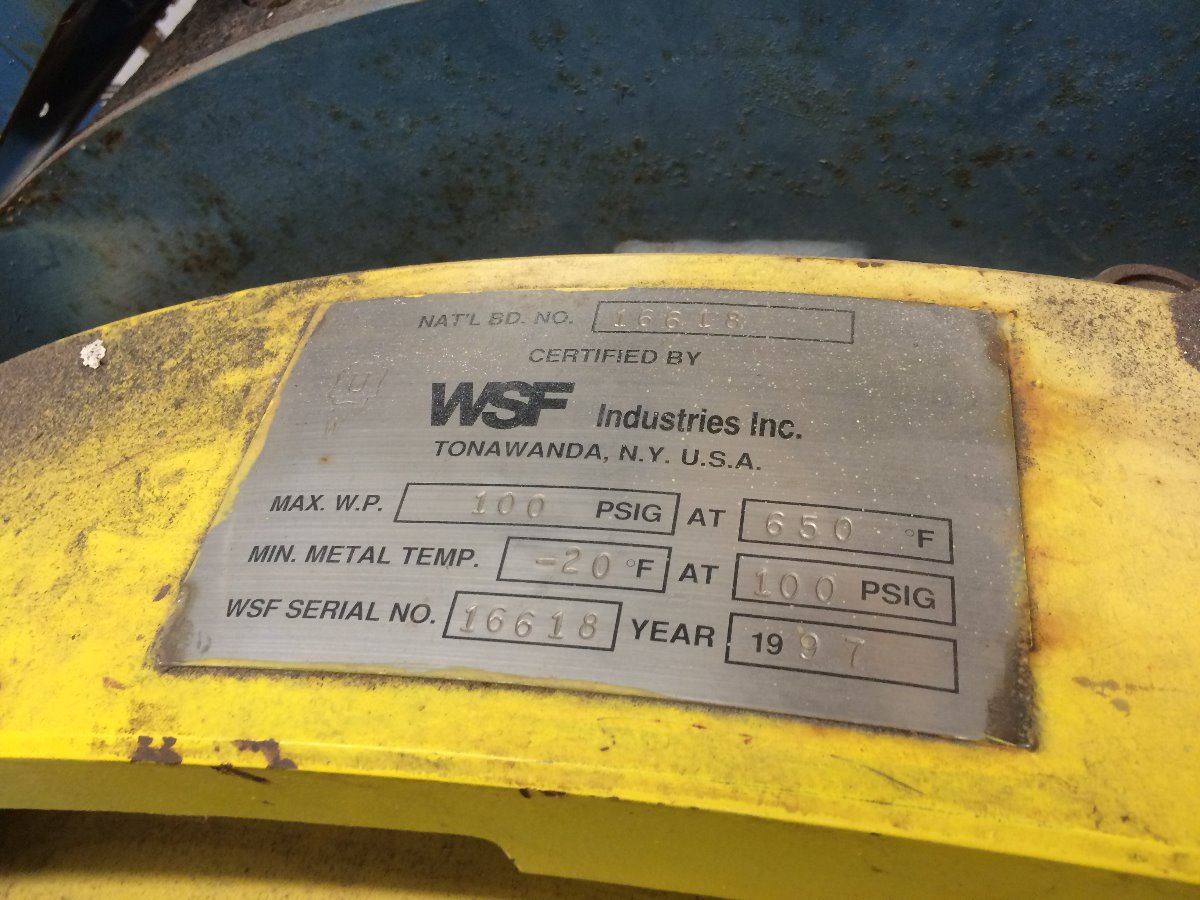 NAT'L BD. NO. 16618
CERTIFIED BY
WSF Industries Inc.
TONAWANDA, N.Y. U.S.A.
MAX. W.P. 100 PSIG AT 650 °F
MIN. METAL TEMP. -20 °F AT 100 PSIG
WSF SERIAL NO. 16618 YEAR 1997